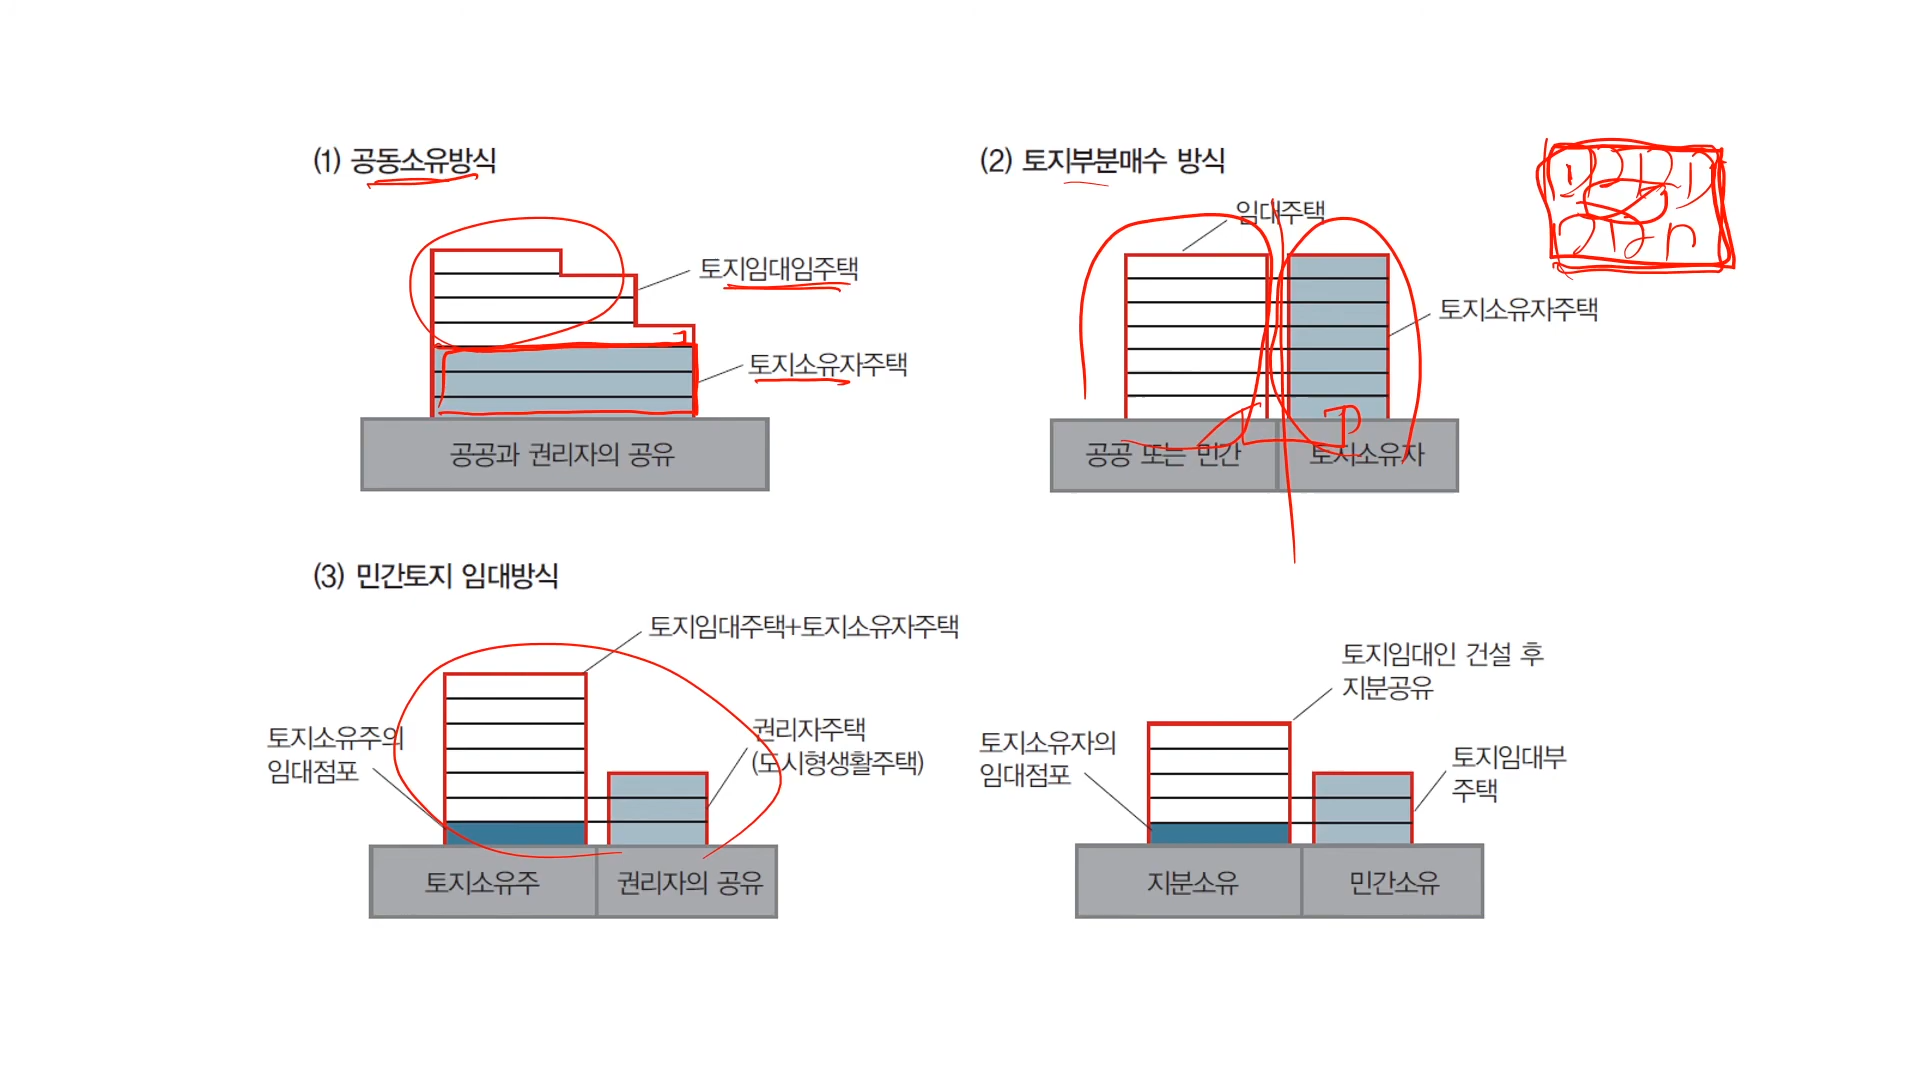 (1) 공동소유방식
토지임대임주택
토지소유자주택
공공과 권리자의 공유
(2) 토지부분매수 방식
임대주택
토지소유자주택
공공 또는 민간
토지소유자
(3) 민간토지 임대방식
토지임대주택+토지소유자주택
토지소유주의
임대점포
권리자주택
(도시형생활주택)
토지소유주
권리자의 공유
토지임대인 건설 후
지분공유
토지소유자의
임대점포
토지임대부
주택
지분소유
민간소유